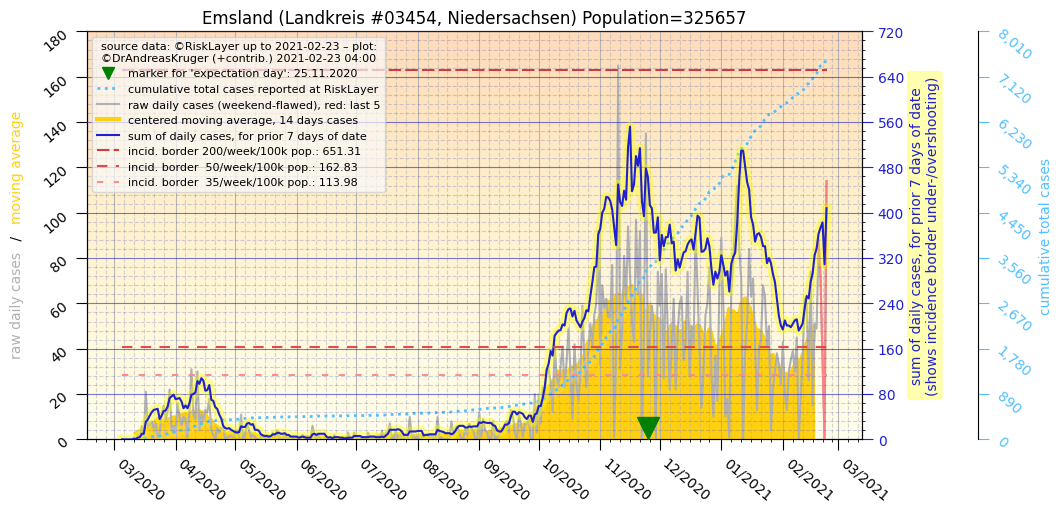 Emsland (Landkreis #03454, Niedersachsen) Population=325657
source data: ©RiskLayer up to 2021-02-23 – plot:
©DrAndreasKruger (+contrib.) 2021-02-23 04:00
marker for 'expectation day': 25.11.2020
cumulative total cases reported at RiskLayer
raw daily cases (weekend-flawed), red: last 5
centered moving average, 14 days cases
sum of daily cases, for prior 7 days of date
incid. border 200/week/100k pop.: 651.31
incid. border  50/week/100k pop.: 162.83
incid. border  35/week/100k pop.: 113.98
raw daily cases / moving average
180
160
140
120
100
80
60
40
20
0
03/2020
04/2020
05/2020
06/2020
07/2020
08/2020
09/2020
10/2020
11/2020
12/2020
01/2021
02/2021
03/2021
720
640
560
480
400
320
240
160
80
0
sum of daily cases, for prior 7 days of date
(shows incidence border under-/overshooting)
8,010
7,120
6,230
5,340
4,450
3,560
2,670
1,780
890
0
cumulative total cases